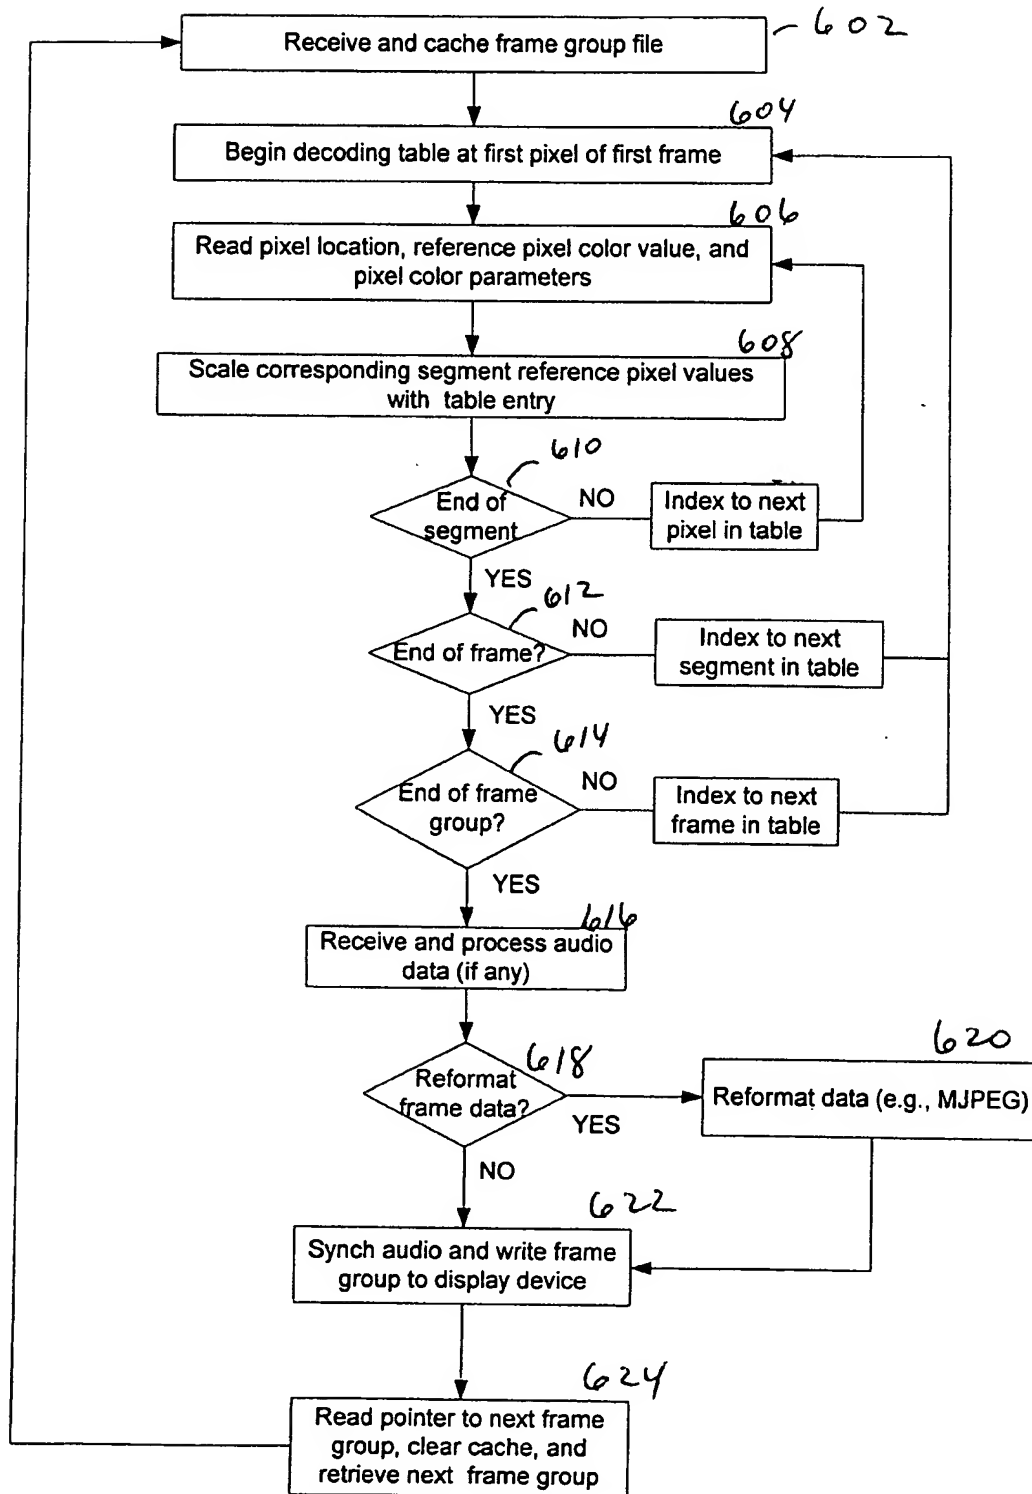 Receive and cache frame group file
602
604
Begin decoding table at first pixel of first frame
606
Read pixel location, reference pixel color value, and
pixel color parameters
608
Scale corresponding segment reference pixel values
with table entry
610
End of
segment
NO
Index to next
pixel in table
YES
612
End of frame?
NO
Index to next
segment in table
YES
614
End of frame
group?
NO
Index to next
frame in table
YES
616
Receive and process audio
data (if any)
618
Reformat
frame data?
YES
620
Reformat data (e.g., MJPEG)
NO
622
Synch audio and write frame
group to display device
624
Read pointer to next frame
group, clear cache, and
retrieve next frame group